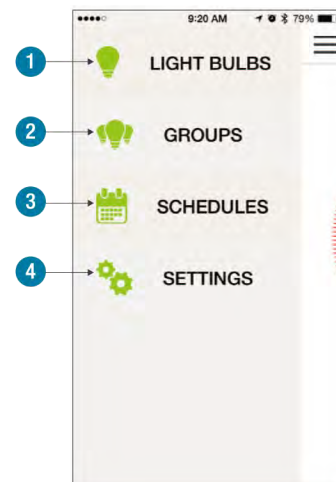 9:20 AM 79%
1 LIGHT BULBS
2 GROUPS
3 SCHEDULES
4 SETTINGS